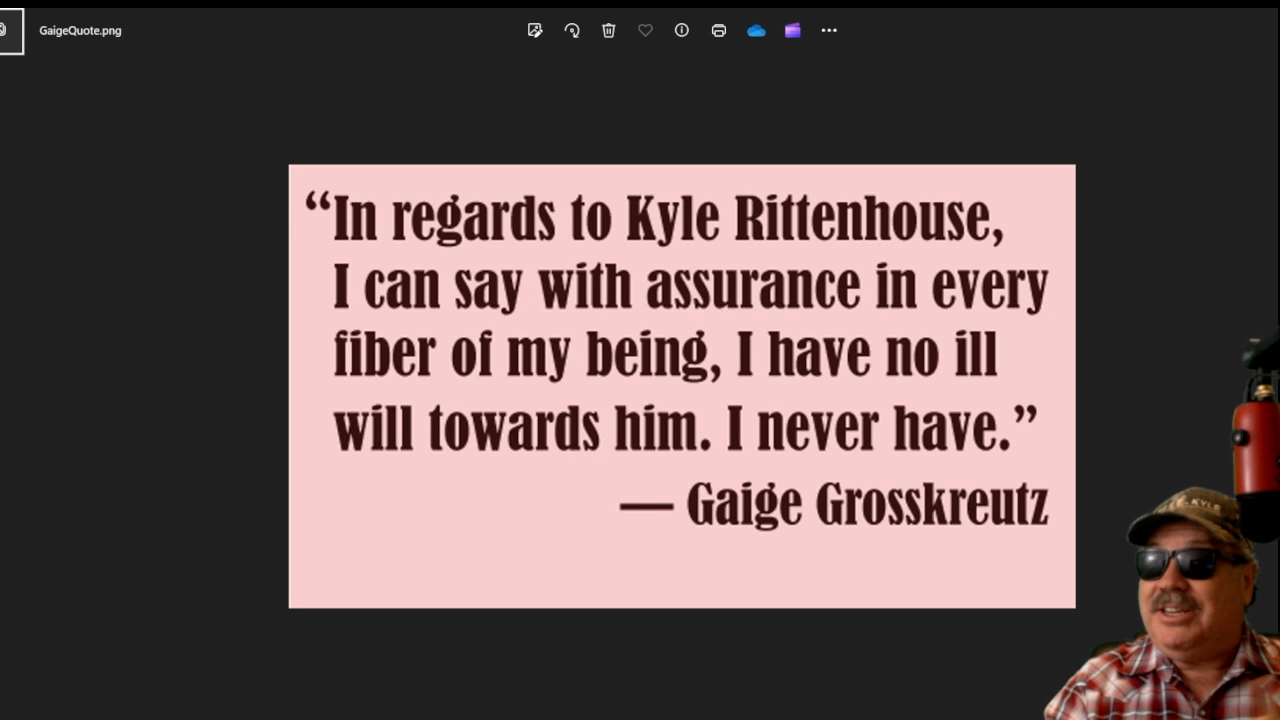 GaigeQuote.png
“In regards to Kyle Rittenhouse,
I can say with assurance in every
fiber of my being, I have no ill
will towards him. I never have.”
— Gaige Grosskreutz
KYLE